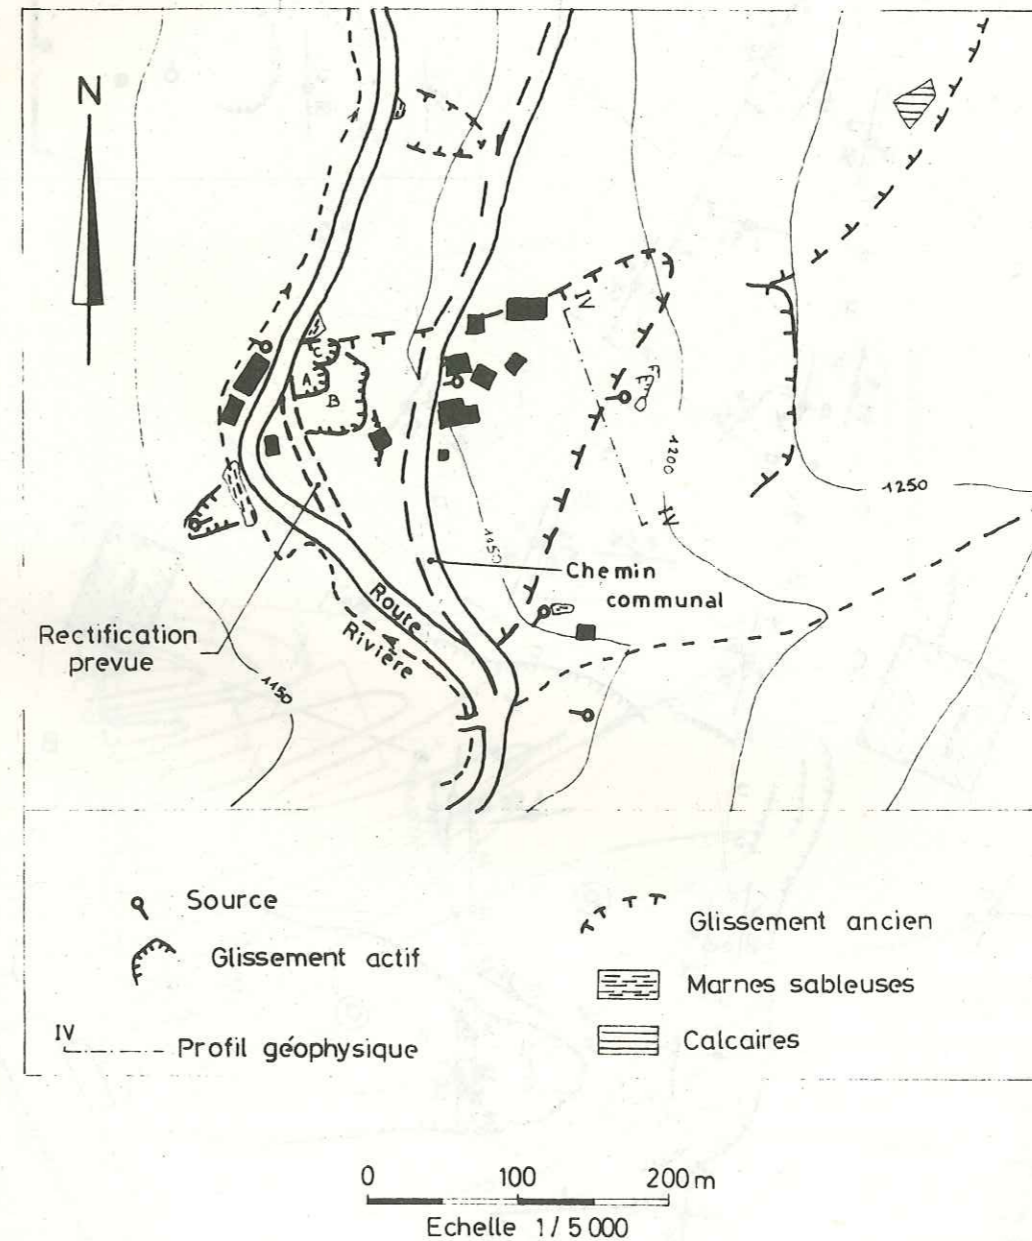 N
IV
C
A
B
1200
1250
IV
1150
Chemin
communal
Route
Rivière
Rectification
prevue
1150
Source
Glissement ancien
Glissement actif
Marnes sableuses
IV
Profil géophysique
Calcaires
0 100 200 m
Echelle 1/5 000